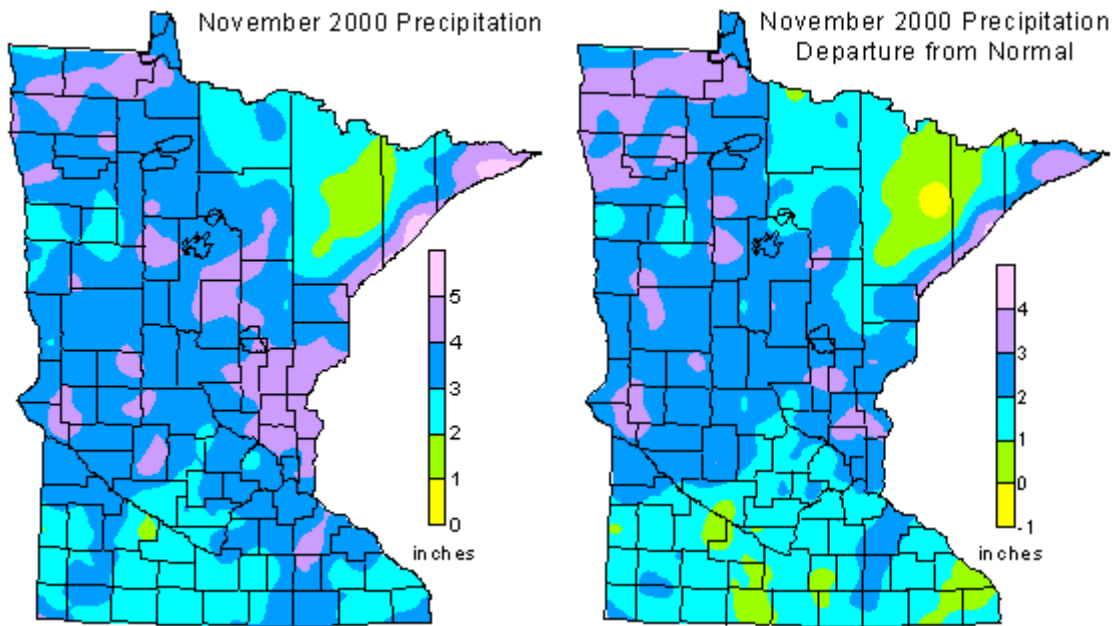 November 2000 Precipitation
5
4
3
2
1
0
inches
November 2000 Precipitation
Departure from Normal
4
3
2
1
0
-1
inches